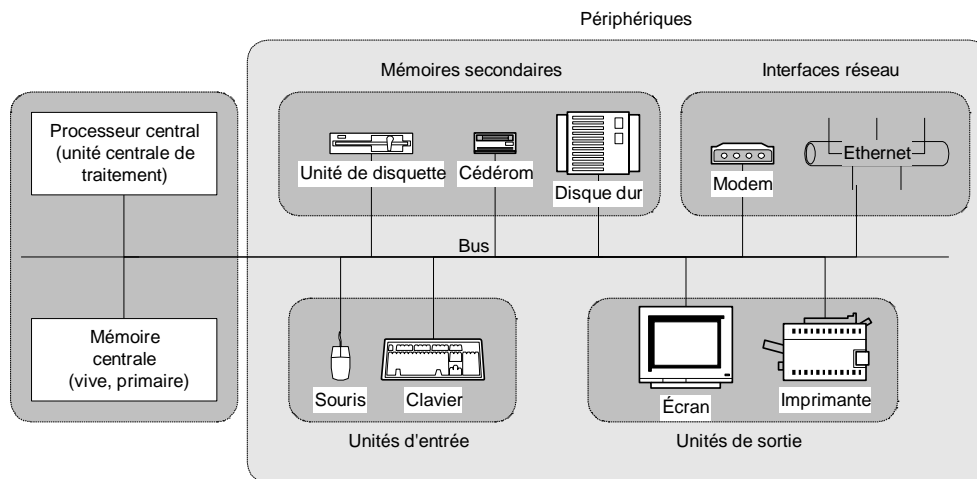 Périphériques
Mémoires secondaires
Interfaces réseau
Processeur central
(unité centrale de
traitement)
Unité de disquette
Cédérom
Disque dur
Modem
Ethernet
Bus
Mémoire
centrale
(vive, primaire)
Souris
Clavier
Écran
Imprimante
Unités d'entrée
Unités de sortie